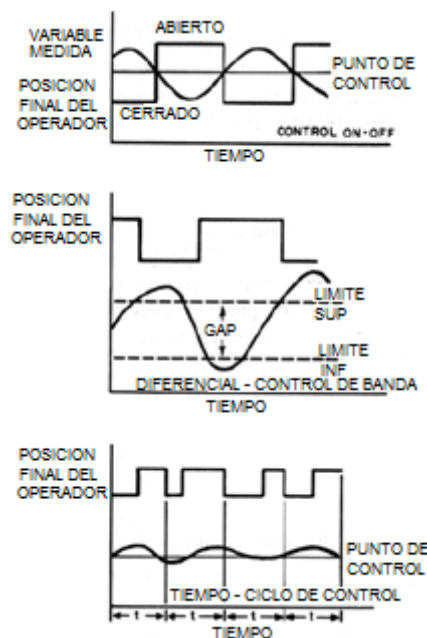 VARIABLE
MEDIDA
ABIERTO
PUNTO DE
CONTROL
POSICION
FINAL DEL
OPERADOR
CERRADO
CONTROL ON-OFF
TIEMPO
POSICION
FINAL DEL
OPERADOR
LIMITE
SUP
GAP
LIMITE
INF
DIFERENCIAL - CONTROL DE BANDA
TIEMPO
POSICION
FINAL DEL
OPERADOR
PUNTO DE
CONTROL
TIEMPO - CICLO DE CONTROL
t t t t
TIEMPO